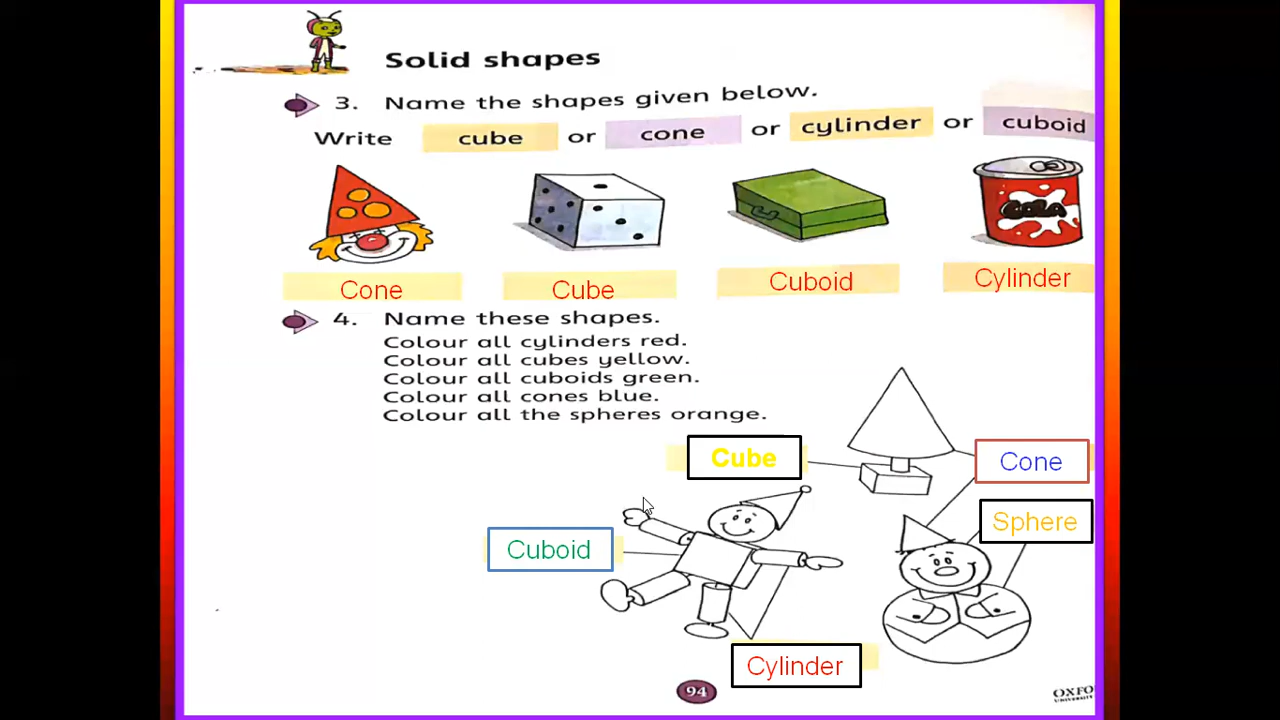 Solid shapes
3. Name the shapes given below.
Write cube or cone or cylinder or cuboid
COLA
Cone Cube Cuboid Cylinder
4. Name these shapes.
Colour all cylinders red.
Colour all cubes yellow.
Colour all cuboids green.
Colour all cones blue.
Colour all the spheres orange.
Cube
Cone
Sphere
Cuboid
Cylinder
94